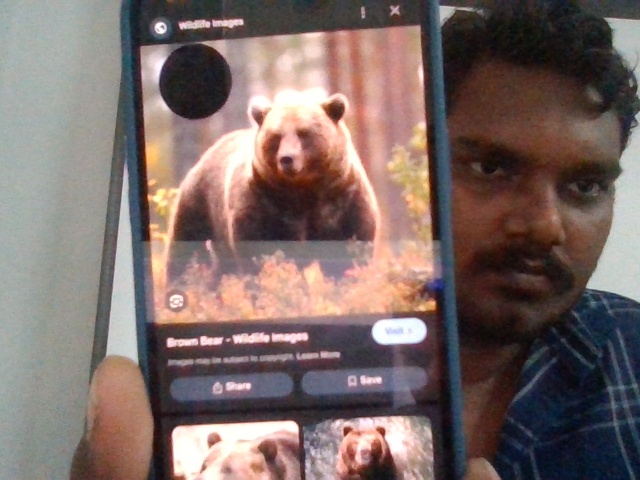 Wildlife Images
Brown Bear - Wildlife Images
Visit >
Images may be subject to copyright. Learn More
Share
Save